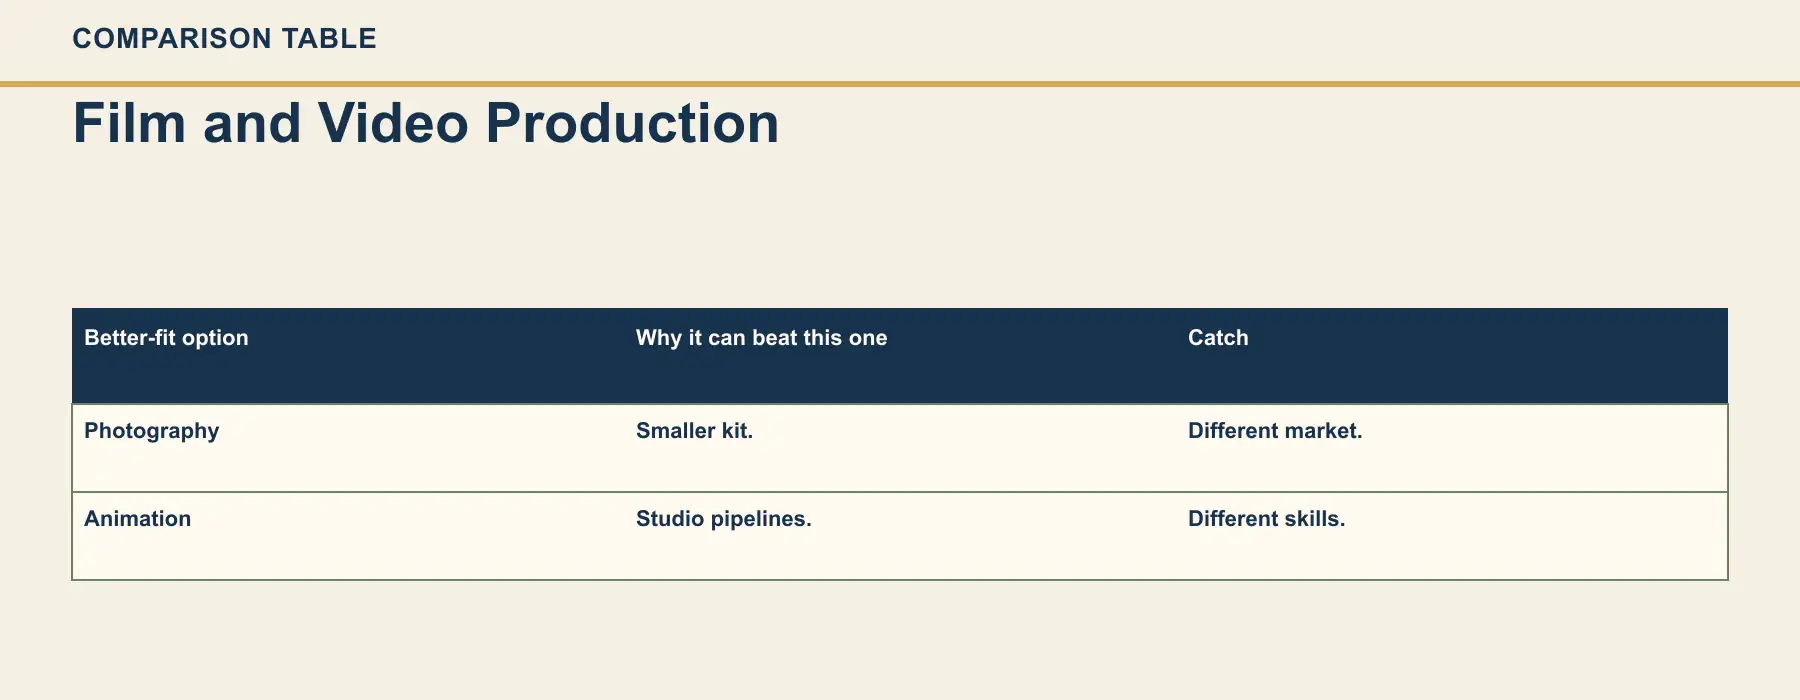 COMPARISON TABLE
Film and Video Production
Better-fit option Why it can beat this one Catch
Photography Smaller kit. Different market.
Animation Studio pipelines. Different skills.